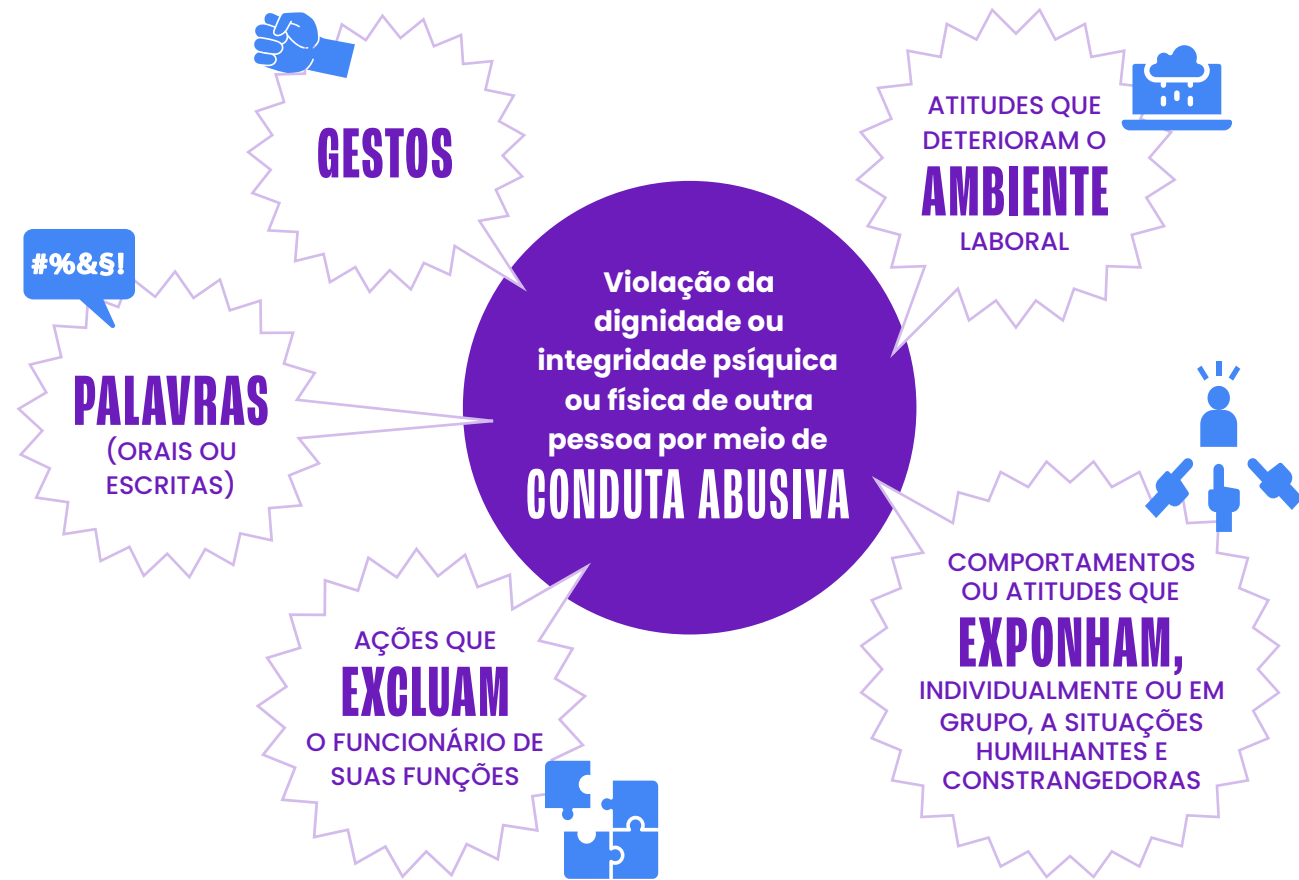 GESTOS
ATITUDES QUE
DETERIORAM O
AMBIENTE
LABORAL
#%&§!
PALAVRAS
(ORAIS OU
ESCRITAS)
Violação da
dignidade ou
integridade psíquica
ou física de outra
pessoa por meio de
CONDUTA ABUSIVA
AÇÕES QUE
EXCLUAM
O FUNCIONÁRIO DE
SUAS FUNÇÕES
COMPORTAMENTOS
OU ATITUDES QUE
EXPONHAM,
INDIVIDUALMENTE OU EM
GRUPO, A SITUAÇÕES
HUMILHANTES E
CONSTRANGEDORAS